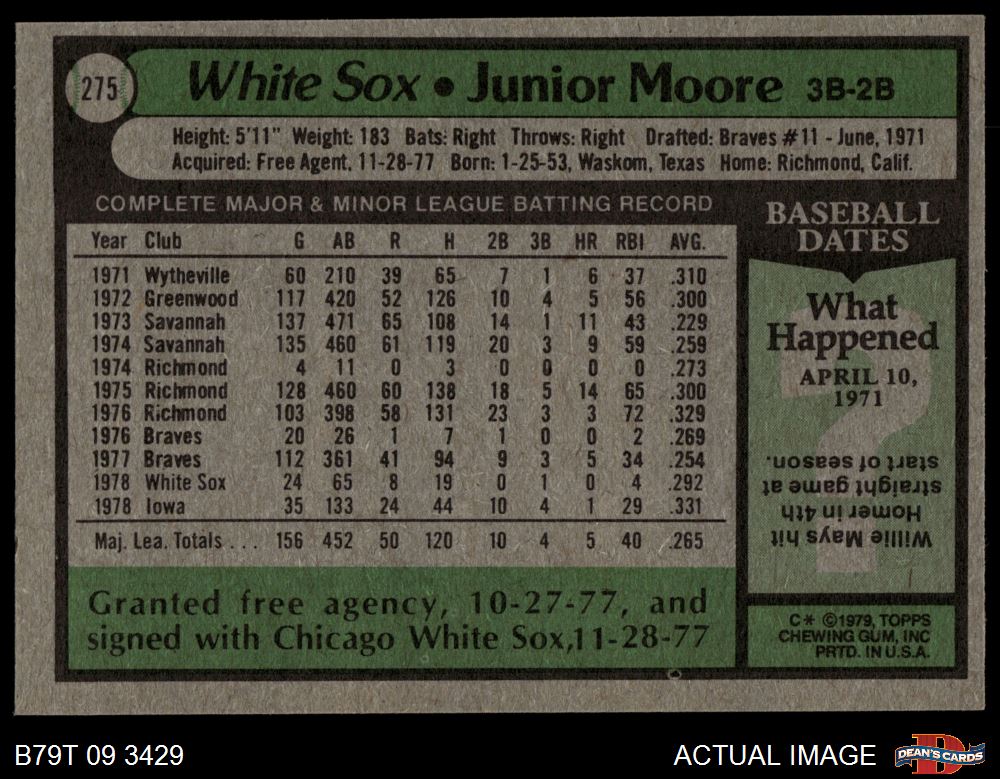 275
White Sox • Junior Moore 3B-2B
Height: 5'11" Weight: 183 Bats: Right Throws: Right Drafted: Braves #11 - June, 1971
Acquired: Free Agent, 11-28-77 Born: 1-25-53, Waskom, Texas Home: Richmond, Calif.
COMPLETE MAJOR & MINOR LEAGUE BATTING RECORD
Year Club G AB R H 2B 3B HR RBI AVG.
1971 Wytheville 60 210 39 65 7 1 6 37 .310
1972 Greenwood 117 420 52 126 10 4 5 56 .300
1973 Savannah 137 471 65 108 14 1 11 43 .229
1974 Savannah 135 460 61 119 20 3 9 59 .259
1974 Richmond 4 11 0 3 0 0 0 0 .273
1975 Richmond 128 460 60 138 18 5 14 65 .300
1976 Richmond 103 398 58 131 23 3 3 72 .329
1976 Braves 20 26 1 7 1 0 0 2 .269
1977 Braves 112 361 41 94 9 3 5 34 .254
1978 White Sox 24 65 8 19 0 1 0 4 .292
1978 Iowa 35 133 24 44 10 4 1 29 .331
Maj. Lea. Totals . . . 156 452 50 120 10 4 5 40 .265
Granted free agency, 10-27-77, and
signed with Chicago White Sox,11-28-77
BASEBALL
DATES
What
Happened
APRIL 10,
1971
?
Willie Mays hit
Homer in 4th
straight game at
start of season.
C* ©1979, TOPPS
CHEWING GUM, INC
PRTD. IN U.S.A.
B79T 09 3429
ACTUAL IMAGE
D
DEAN'S CARDS